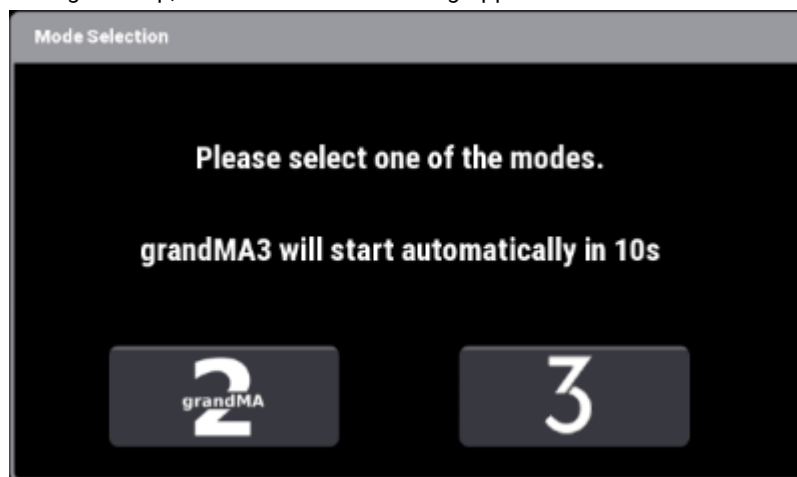 Mode Selection
Please select one of the modes.
grandMA3 will start automatically in 10s
2
grandMA
3